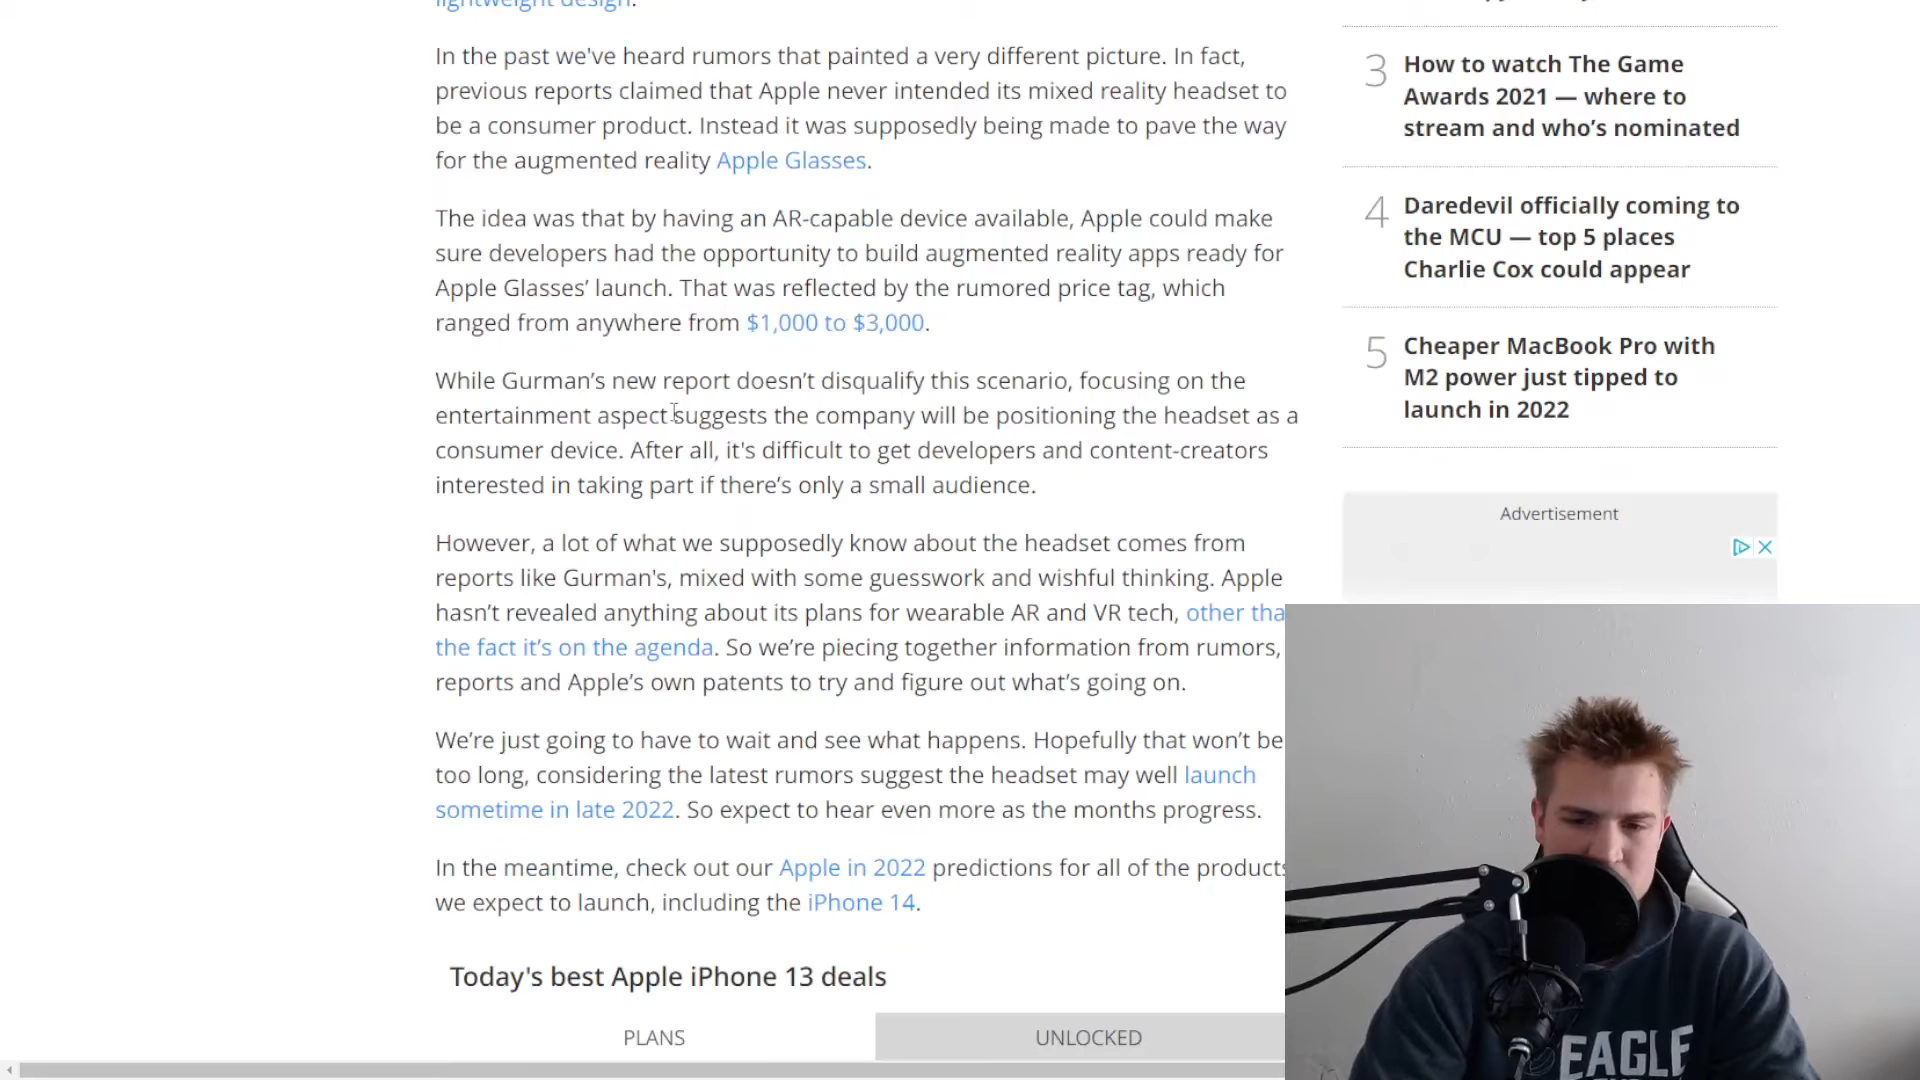 lightweight design.
In the past we've heard rumors that painted a very different picture. In fact,
previous reports claimed that Apple never intended its mixed reality headset to
be a consumer product. Instead it was supposedly being made to pave the way
for the augmented reality Apple Glasses.
The idea was that by having an AR-capable device available, Apple could make
sure developers had the opportunity to build augmented reality apps ready for
Apple Glasses’ launch. That was reflected by the rumored price tag, which
ranged from anywhere from $1,000 to $3,000.
While Gurman’s new report doesn’t disqualify this scenario, focusing on the
entertainment aspect suggests the company will be positioning the headset as a
consumer device. After all, it's difficult to get developers and content-creators
interested in taking part if there’s only a small audience.
However, a lot of what we supposedly know about the headset comes from
reports like Gurman's, mixed with some guesswork and wishful thinking. Apple
hasn’t revealed anything about its plans for wearable AR and VR tech, other tha
the fact it’s on the agenda. So we’re piecing together information from rumors,
reports and Apple’s own patents to try and figure out what’s going on.
We’re just going to have to wait and see what happens. Hopefully that won’t be
too long, considering the latest rumors suggest the headset may well launch
sometime in late 2022. So expect to hear even more as the months progress.
In the meantime, check out our Apple in 2022 predictions for all of the products
we expect to launch, including the iPhone 14.
Today's best Apple iPhone 13 deals
PLANS
UNLOCKED
3
How to watch The Game
Awards 2021 — where to
stream and who’s nominated
4
Daredevil officially coming to
the MCU — top 5 places
Charlie Cox could appear
5
Cheaper MacBook Pro with
M2 power just tipped to
launch in 2022
Advertisement
EAGLE